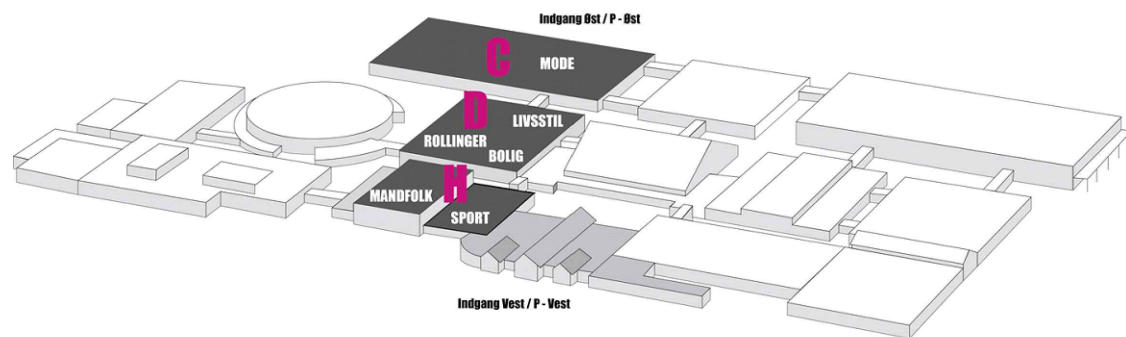 Indgang Øst / P - Øst
C
MODE
D
LIVSSTIL
ROLLINGER
BOLIG
H
MANDFOLK
SPORT
Indgang Vest / P - Vest